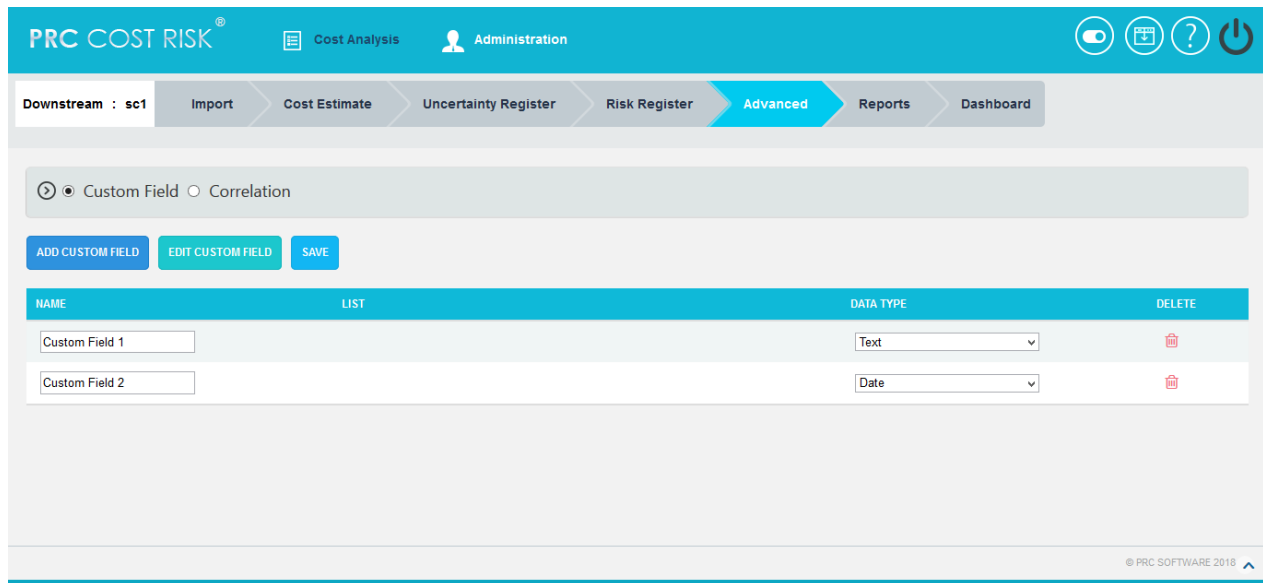 PRC COST RISK® Cost Analysis Administration ?
Downstream : sc1 Import Cost Estimate Uncertainty Register Risk Register Advanced Reports Dashboard
Custom Field Correlation
ADD CUSTOM FIELD EDIT CUSTOM FIELD SAVE
NAME LIST DATA TYPE DELETE
Custom Field 1 Text
Custom Field 2 Date
© PRC SOFTWARE 2018